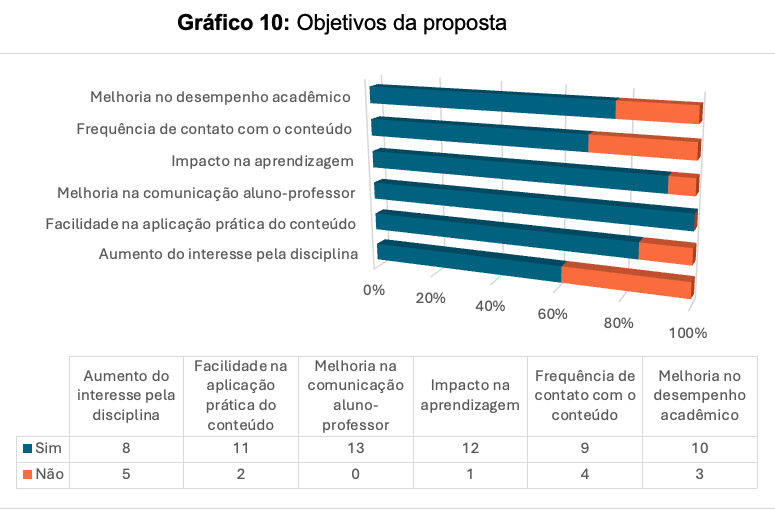 Gráfico 10: Objetivos da proposta
Melhoria no desempenho acadêmico
Frequência de contato com o conteúdo
Impacto na aprendizagem
Melhoria na comunicação aluno-professor
Facilidade na aplicação prática do conteúdo
Aumento do interesse pela disciplina
0%
20%
40%
60%
80%
100%
Aumento do
interesse pela
disciplina
Facilidade na
aplicação
prática do
conteúdo
Melhoria na
comunicação
aluno-
professor
Impacto na
aprendizagem
Frequência de
contato com o
conteúdo
Melhoria no
desempenho
acadêmico
Sim 8 11 13 12 9 10
Não 5 2 0 1 4 3